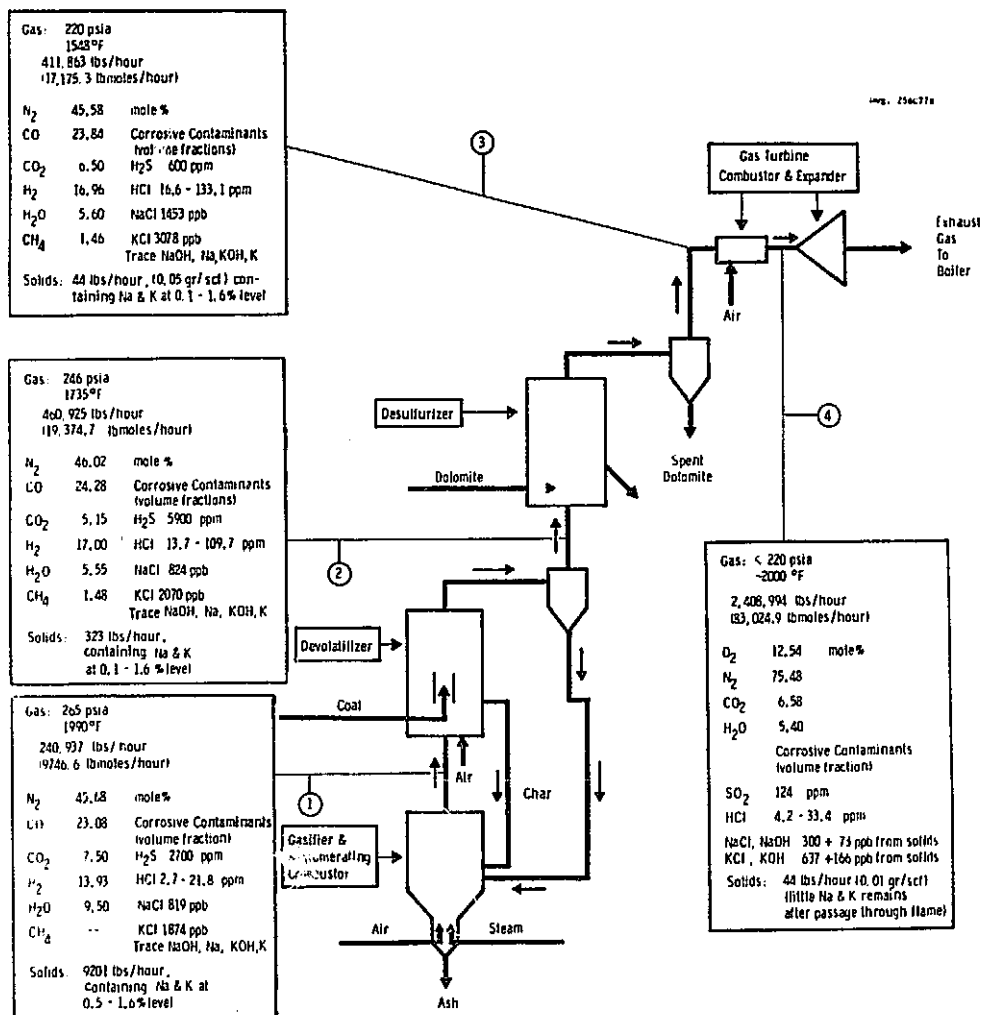 Gas: 220 psia
1548°F
411,863 lbs/hour
(17,175.3 lbmoles/hour)
N2 45.58 mole %
CO 23.84 Corrosive Contaminants
(volume fractions)
CO2 6.50 H2S 600 ppm
H2 16.96 HCl 16.6 - 133.1 ppm
H2O 5.60 NaCl 1453 ppb
CH4 1.46 KCl 3078 ppb
Trace NaOH, Na, KOH, K
Solids: 44 lbs/hour, (0.05 gr/scf) con-
taining Na & K at 0.1 - 1.6% level
3
Gas Turbine
Combustor & Expander
Exhaust
Gas
To
Boiler
Air
4
Gas: 246 psia
1735°F
460,925 lbs/hour
(19,374.7 lbmoles/hour)
N2 46.02 mole %
CO 24.28 Corrosive Contaminants
(volume fractions)
CO2 5.15 H2S 5900 ppm
H2 17.00 HCl 13.7 - 109.7 ppm
H2O 5.55 NaCl 824 ppb
CH4 1.48 KCl 2070 ppb
Trace NaOH, Na, KOH, K
Solids: 323 lbs/hour,
containing Na & K
at 0.1 - 1.6 % level
Desulfurizer
Dolomite
Spent
Dolomite
2
Devolatilizer
Coal
Air
Char
Gas: 265 psia
1990°F
240,937 lbs/hour
(9746.6 lbmoles/hour)
N2 45.68 mole%
CO 23.08 Corrosive Contaminants
(volume fraction)
CO2 7.50 H2S 2700 ppm
H2 13.93 HCl 2.7 - 21.8 ppm
H2O 9.50 NaCl 819 ppb
CH4 -- KCl 1874 ppb
Trace NaOH, Na, KOH, K
Solids: 9201 lbs/hour,
containing Na & K at
0.5 - 1.6% level
1
Gasifier &
Agglomerating
Combustor
Air
Steam
Ash
Gas: < 220 psia
~2000 °F
2,408,994 lbs/hour
(83,024.9 lbmoles/hour)
O2 12.54 mole%
N2 75.48
CO2 6.58
H2O 5.40
Corrosive Contaminants
(volume fraction)
SO2 124 ppm
HCl 4.2 - 33.4 ppm
NaCl, NaOH 300 + 73 ppb from solids
KCl, KOH 637 +166 ppb from solids
Solids: 44 lbs/hour (0.01 gr/scf)
(little Na & K remains
after passage through flame)